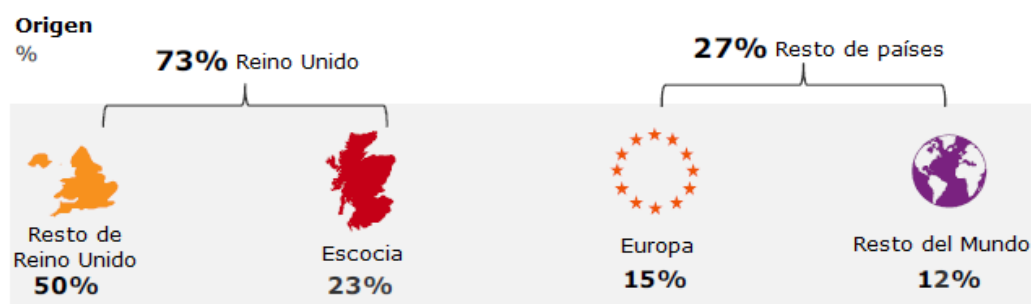 Origen
%
73% Reino Unido
27% Resto de países
Resto de
Reino Unido
50%
Escocia
23%
Europa
15%
Resto del Mundo
12%